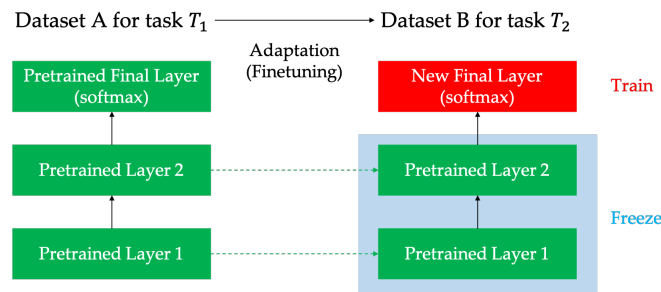 Dataset A for task T₁
Dataset B for task T₂
Adaptation
(Finetuning)
Pretrained Final Layer
(softmax)
New Final Layer
(softmax)
Train
Pretrained Layer 2
Pretrained Layer 2
Freeze
Pretrained Layer 1
Pretrained Layer 1